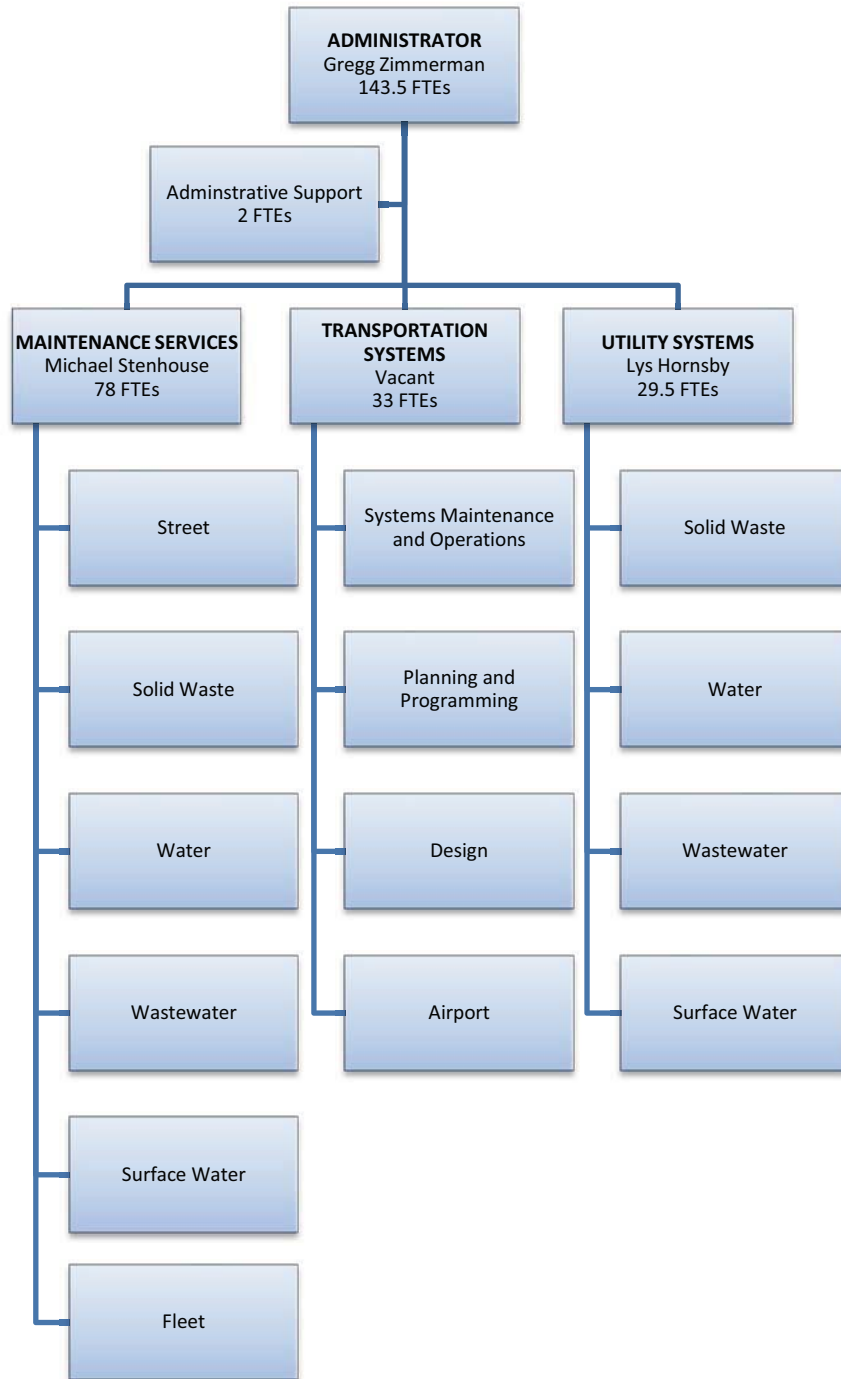 ADMINISTRATOR
Gregg Zimmerman
143.5 FTEs
Adminstrative Support
2 FTEs
MAINTENANCE SERVICES
Michael Stenhouse
78 FTEs
TRANSPORTATION
SYSTEMS
Vacant
33 FTEs
UTILITY SYSTEMS
Lys Hornsby
29.5 FTEs
Street
Solid Waste
Water
Wastewater
Surface Water
Fleet
Systems Maintenance
and Operations
Planning and
Programming
Design
Airport
Solid Waste
Water
Wastewater
Surface Water